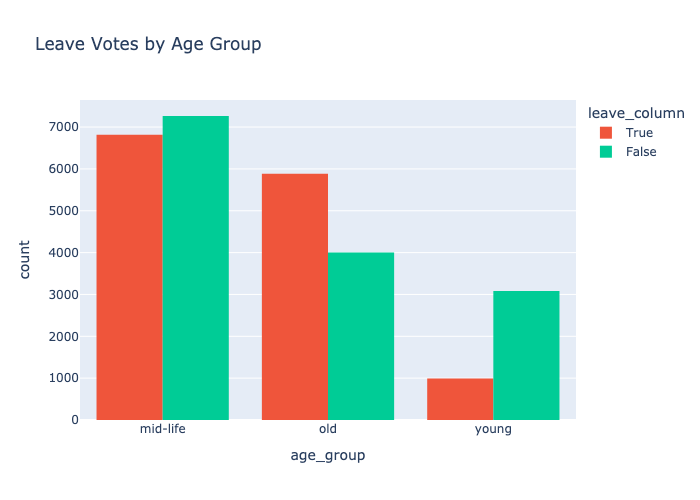 Leave Votes by Age Group
leave_column
True
False
count
7000
6000
5000
4000
3000
2000
1000
0
mid-life
old
young
age_group